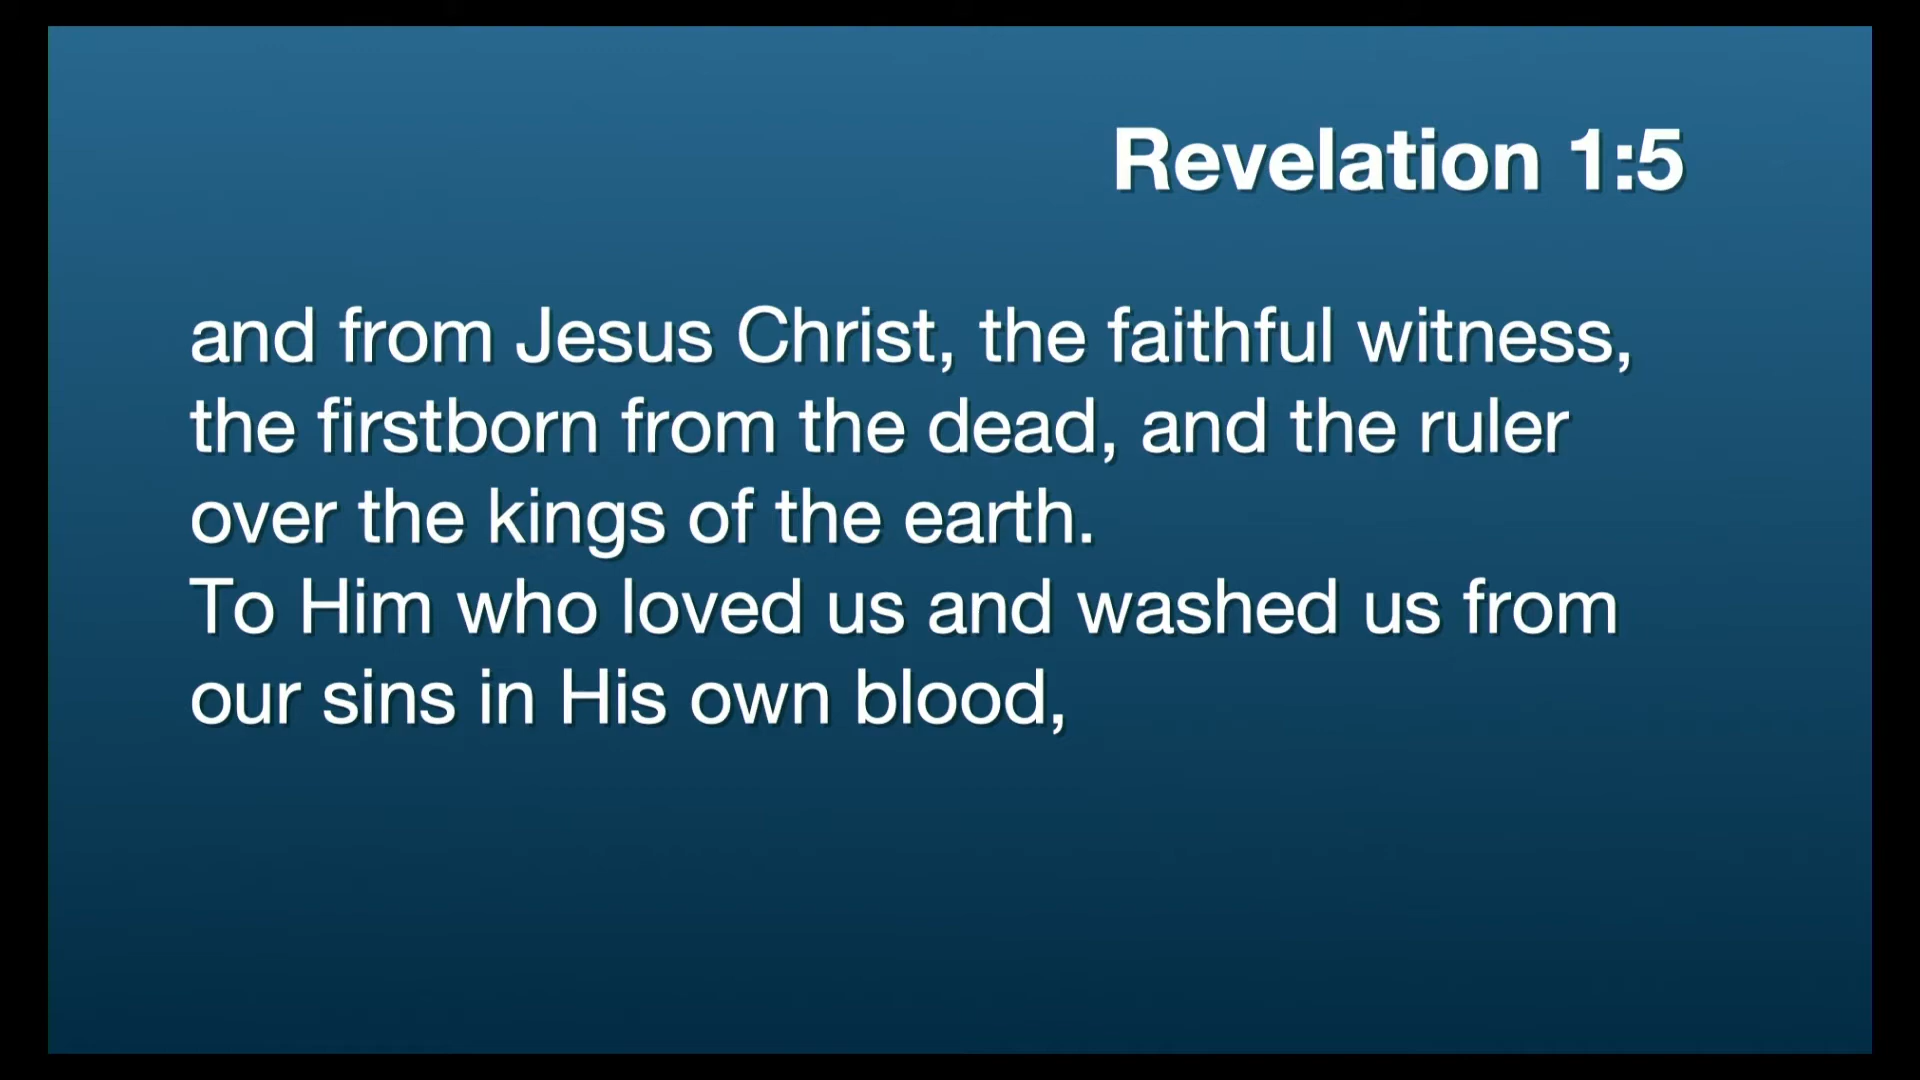 Revelation 1:5
and from Jesus Christ, the faithful witness,
the firstborn from the dead, and the ruler
over the kings of the earth.
To Him who loved us and washed us from
our sins in His own blood,